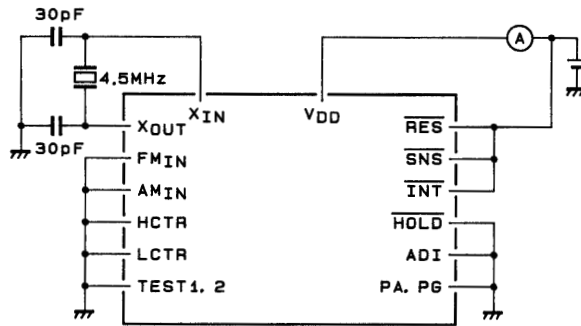 30pF
A
4.5MHz
XIN
VDD
XOUT
RES
30pF
FMIN
SNS
AMIN
INT
HCTR
HOLD
LCTR
ADI
TEST1. 2
PA. PG